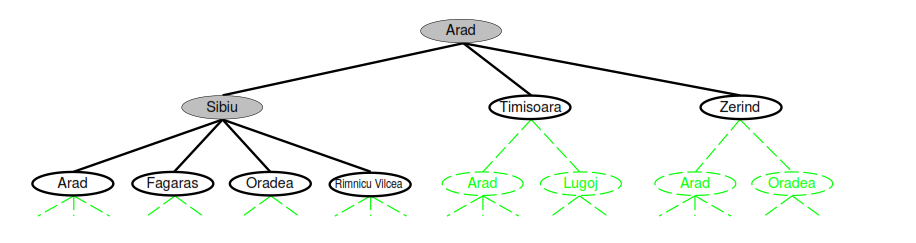 Arad
Sibiu
Timisoara
Zerind
Arad
Fagaras
Oradea
Rimnicu Vilcea
Arad
Lugoj
Arad
Oradea